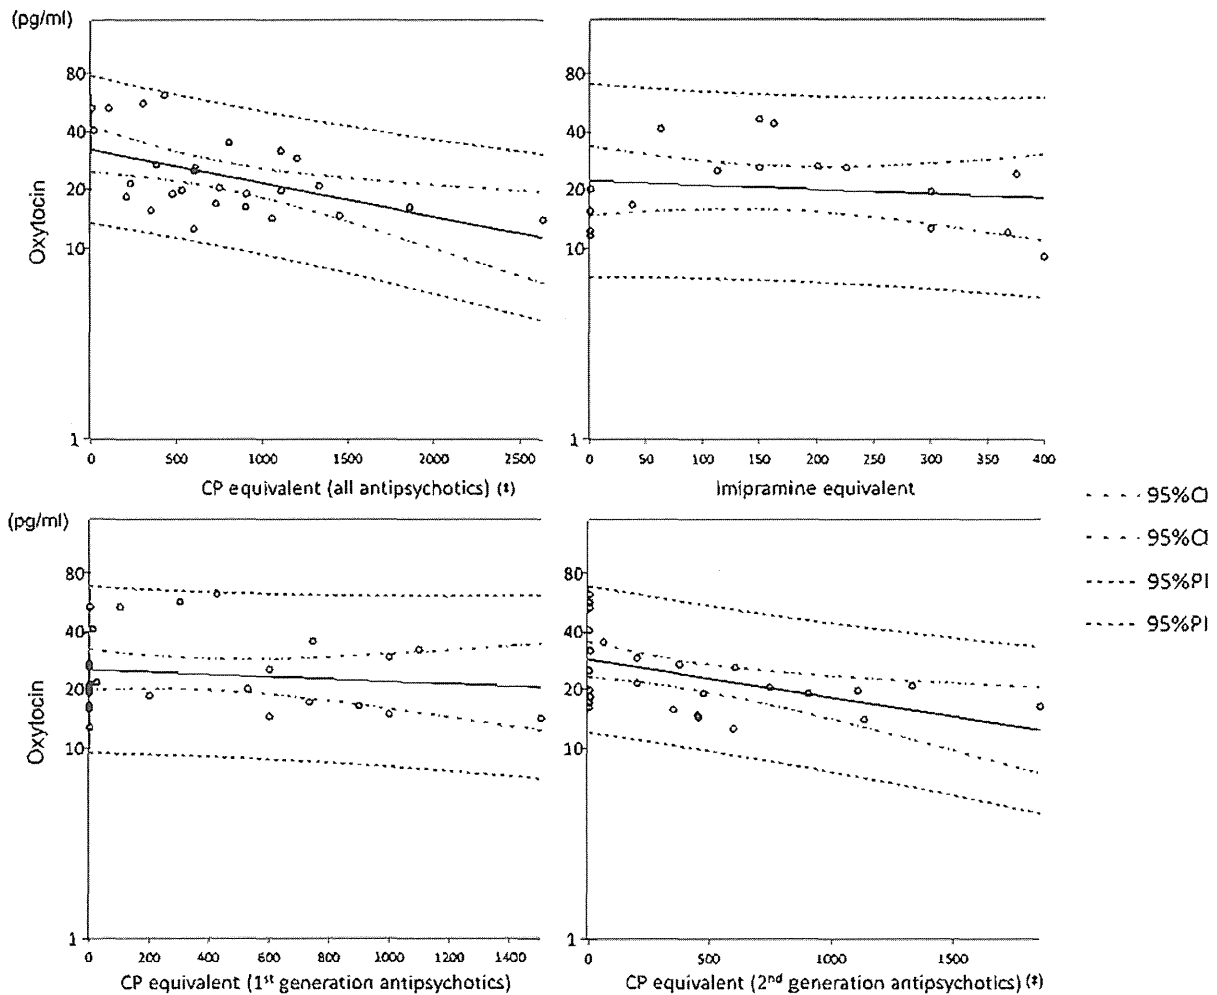 (pg/ml)
80
40
20
10
1
Oxytocin
0 500 1000 1500 2000 2500
CP equivalent (all antipsychotics) (‡)
80
40
20
10
1
0 50 100 150 200 250 300 350 400
Imipramine equivalent
(pg/ml)
80
40
20
10
1
Oxytocin
0 200 400 600 800 1000 1200 1400
CP equivalent (1st generation antipsychotics)
80
40
20
10
1
0 500 1000 1500
CP equivalent (2nd generation antipsychotics) (‡)
95%CI
95%CI
95%PI
95%PI